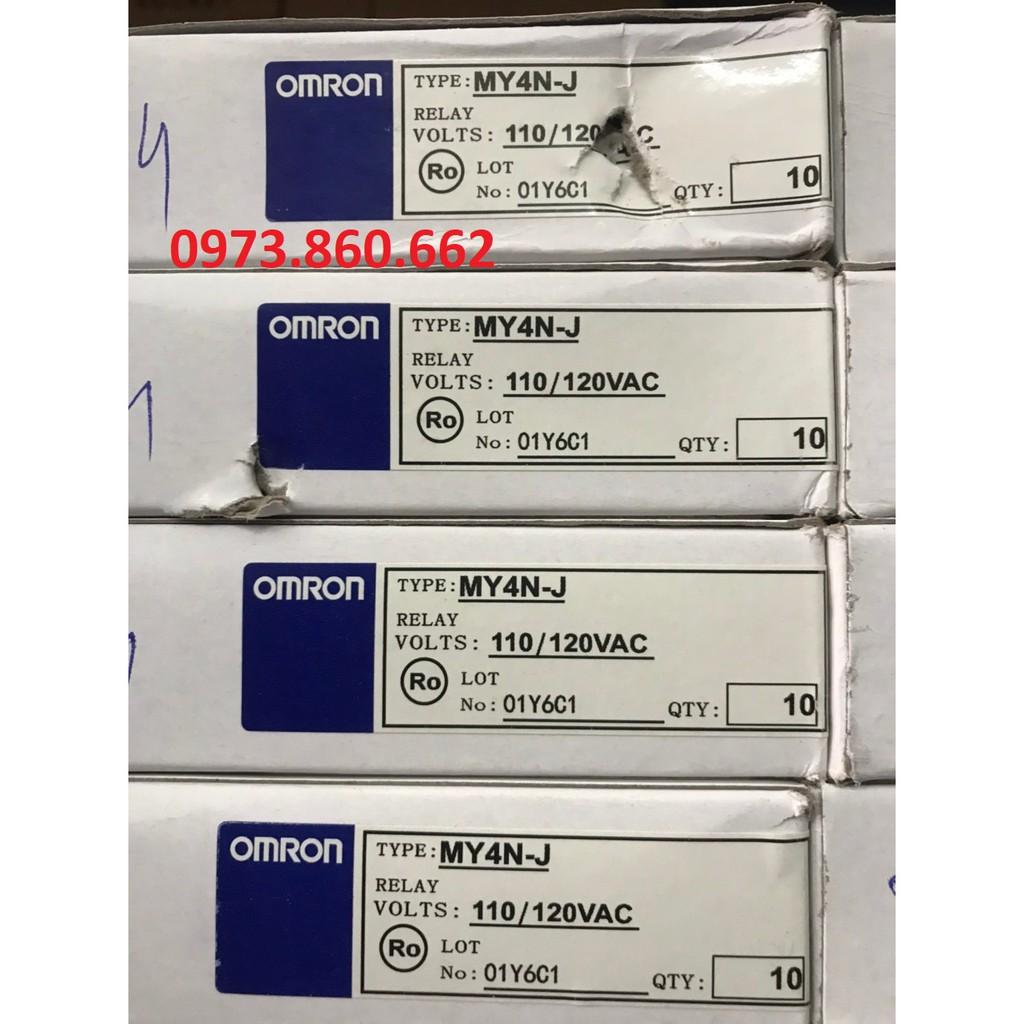 OMRON
TYPE: MY4N-J
RELAY
VOLTS: 110/120VAC
Ro LOT
No: 01Y6C1 QTY: 10
0973.860.662
OMRON
TYPE: MY4N-J
RELAY
VOLTS: 110/120VAC
Ro LOT
No: 01Y6C1 QTY: 10
OMRON
TYPE: MY4N-J
RELAY
VOLTS: 110/120VAC
Ro LOT
No: 01Y6C1 QTY: 10
OMRON
TYPE: MY4N-J
RELAY
VOLTS: 110/120VAC
Ro LOT
No: 01Y6C1 QTY: 10